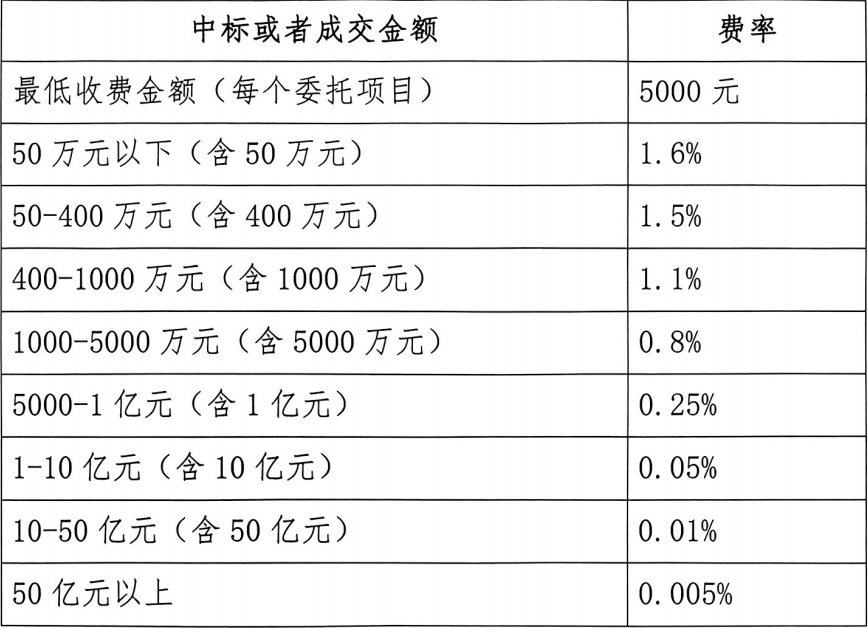 中标或者成交金额 费率
最低收费金额（每个委托项目） 5000 元
50 万元以下（含 50 万元） 1.6%
50-400 万元（含 400 万元） 1.5%
400-1000 万元（含 1000 万元） 1.1%
1000-5000 万元（含 5000 万元） 0.8%
5000-1 亿元（含 1 亿元） 0.25%
1-10 亿元（含 10 亿元） 0.05%
10-50 亿元（含 50 亿元） 0.01%
50 亿元以上 0.005%